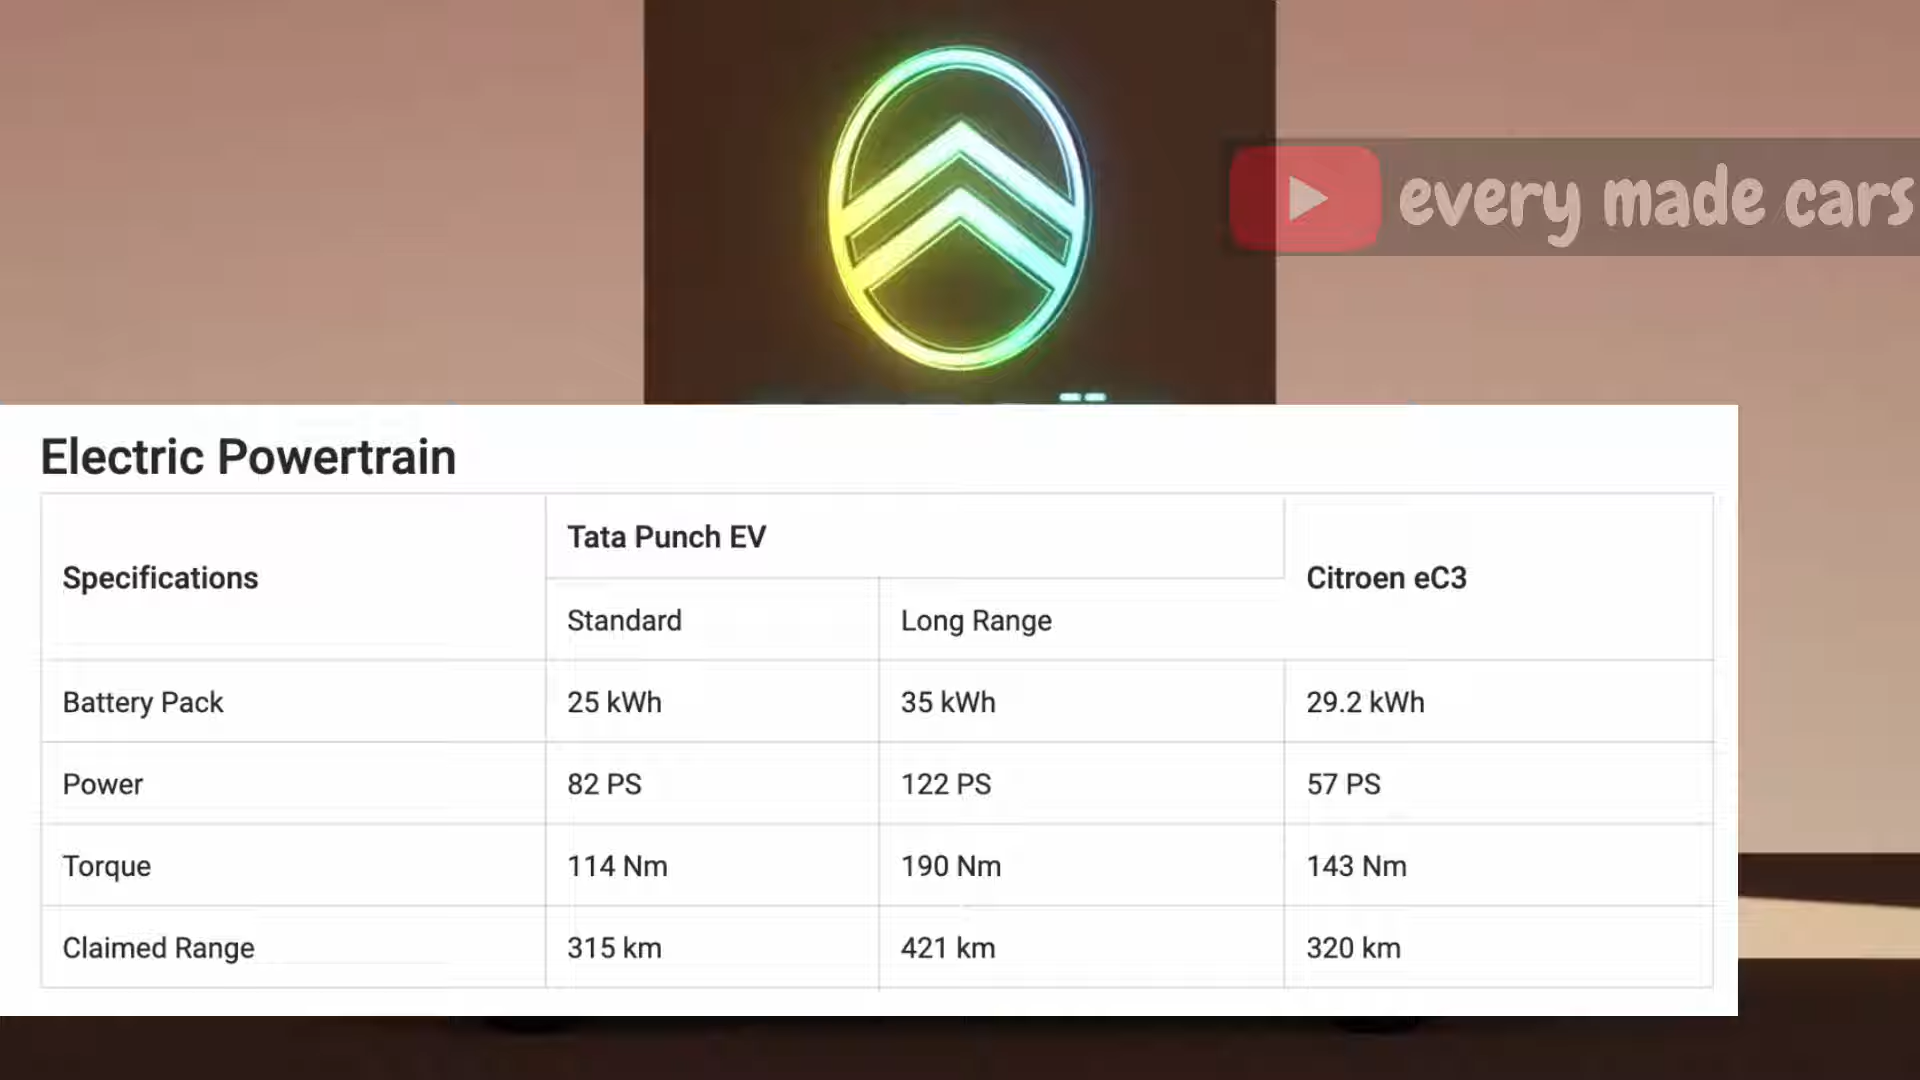 every made cars
Electric Powertrain
Specifications
Tata Punch EV
Citroen eC3
Standard
Long Range
Battery Pack 25 kWh 35 kWh 29.2 kWh
Power 82 PS 122 PS 57 PS
Torque 114 Nm 190 Nm 143 Nm
Claimed Range 315 km 421 km 320 km